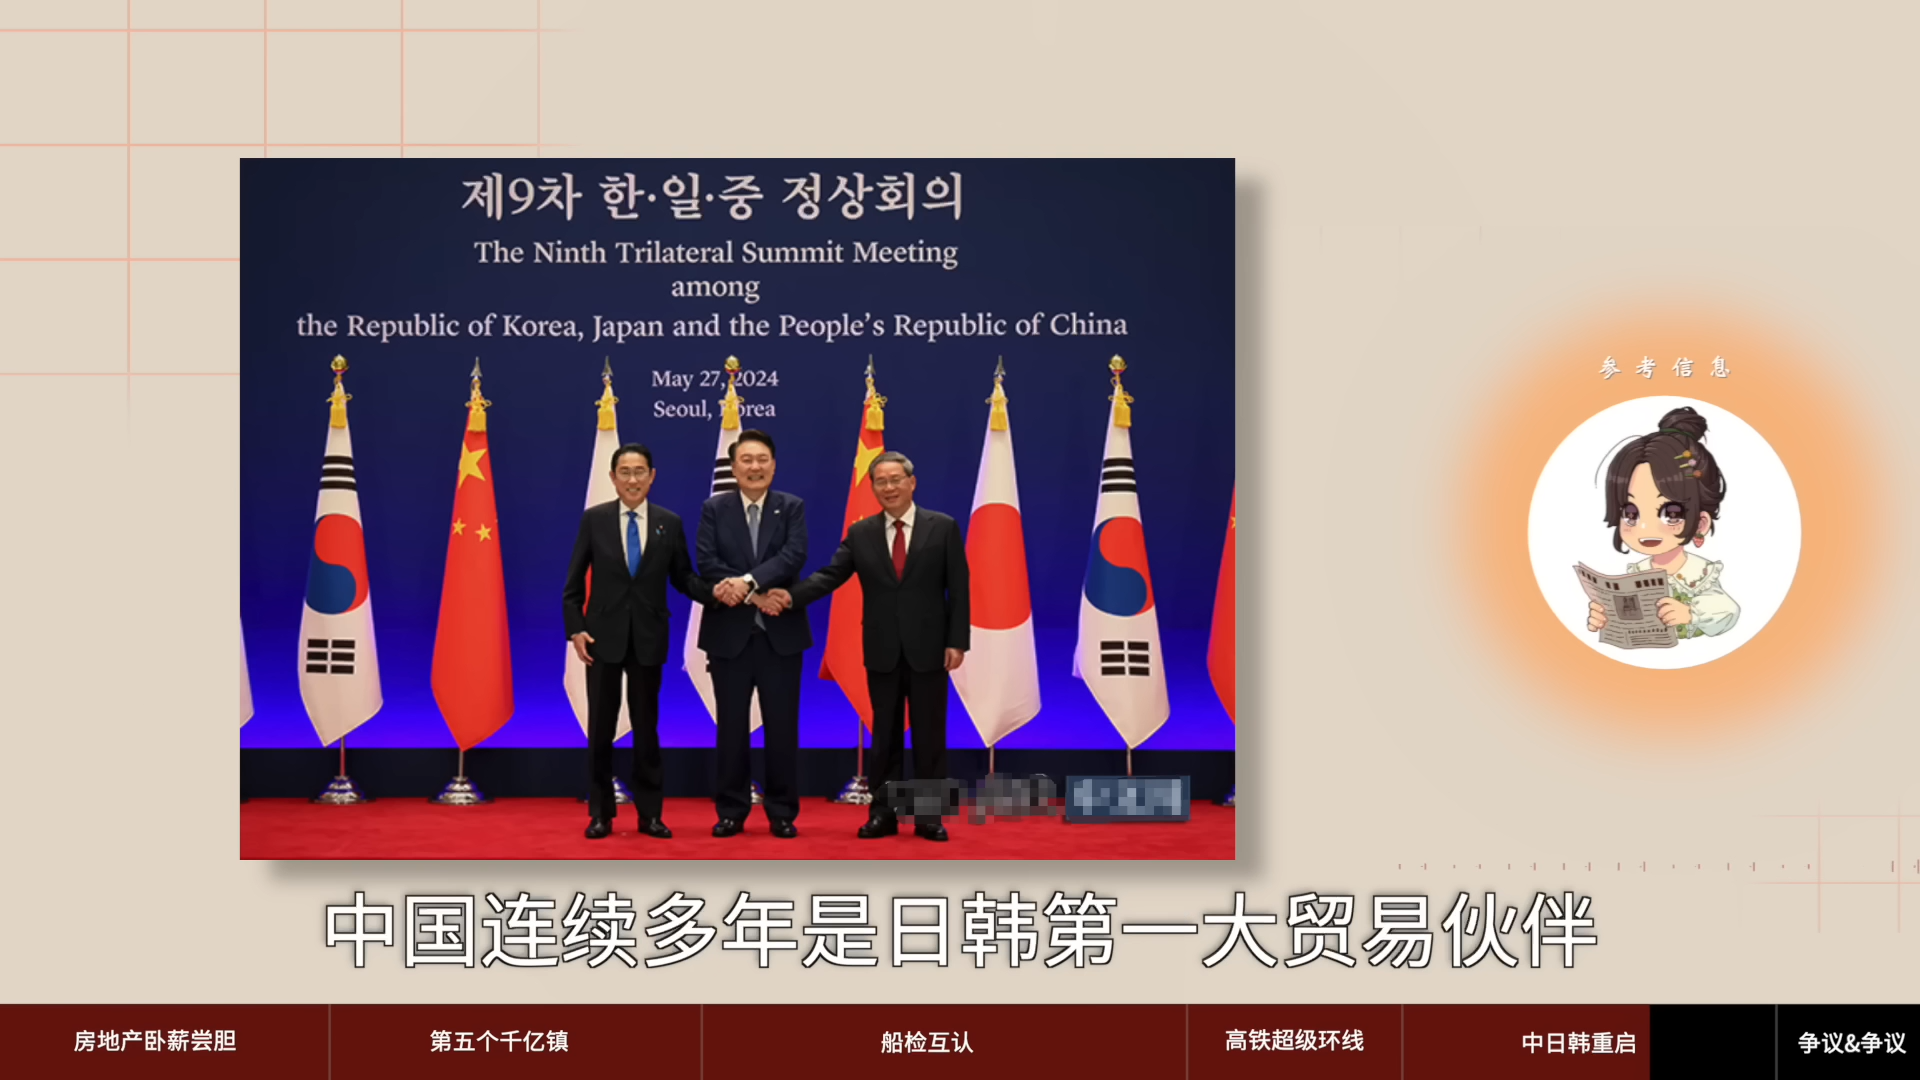 제9차 한·일·중 정상회의
The Ninth Trilateral Summit Meeting
among
the Republic of Korea, Japan and the People's Republic of China
May 27, 2024
Seoul, Korea
参考信息
中国连续多年是日韩第一大贸易伙伴
房地产卧薪尝胆
第五个千亿镇
船检互认
高铁超级环线
中日韩重启
争议&争议